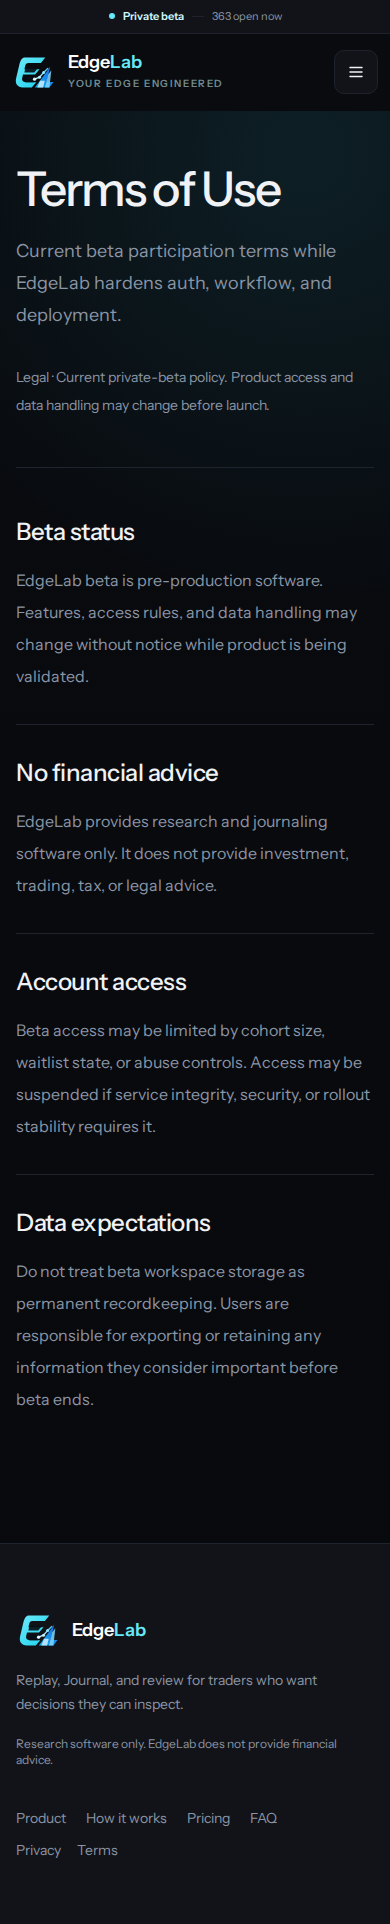 Private beta — 363 open now
EdgeLab
YOUR EDGE ENGINEERED
Terms of Use
Current beta participation terms while
EdgeLab hardens auth, workflow, and
deployment.
Legal · Current private-beta policy. Product access and
data handling may change before launch.
Beta status
EdgeLab beta is pre-production software.
Features, access rules, and data handling may
change without notice while product is being
validated.
No financial advice
EdgeLab provides research and journaling
software only. It does not provide investment,
trading, tax, or legal advice.
Account access
Beta access may be limited by cohort size,
waitlist state, or abuse controls. Access may be
suspended if service integrity, security, or rollout
stability requires it.
Data expectations
Do not treat beta workspace storage as
permanent recordkeeping. Users are
responsible for exporting or retaining any
information they consider important before
beta ends.
EdgeLab
Replay, Journal, and review for traders who want
decisions they can inspect.
Research software only. EdgeLab does not provide financial
advice.
Product How it works Pricing FAQ
Privacy Terms